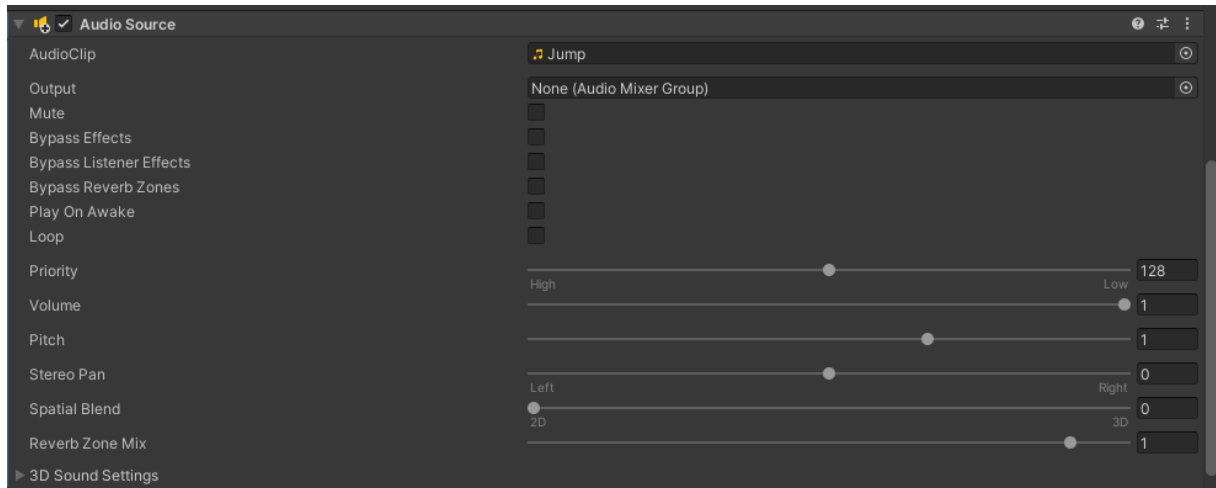 Audio Source
AudioClip Jump
Output None (Audio Mixer Group)
Mute
Bypass Effects
Bypass Listener Effects
Bypass Reverb Zones
Play On Awake
Loop
Priority 128
High Low
Volume 1
Pitch 1
Stereo Pan 0
Left Right
Spatial Blend 0
2D 3D
Reverb Zone Mix 1
3D Sound Settings